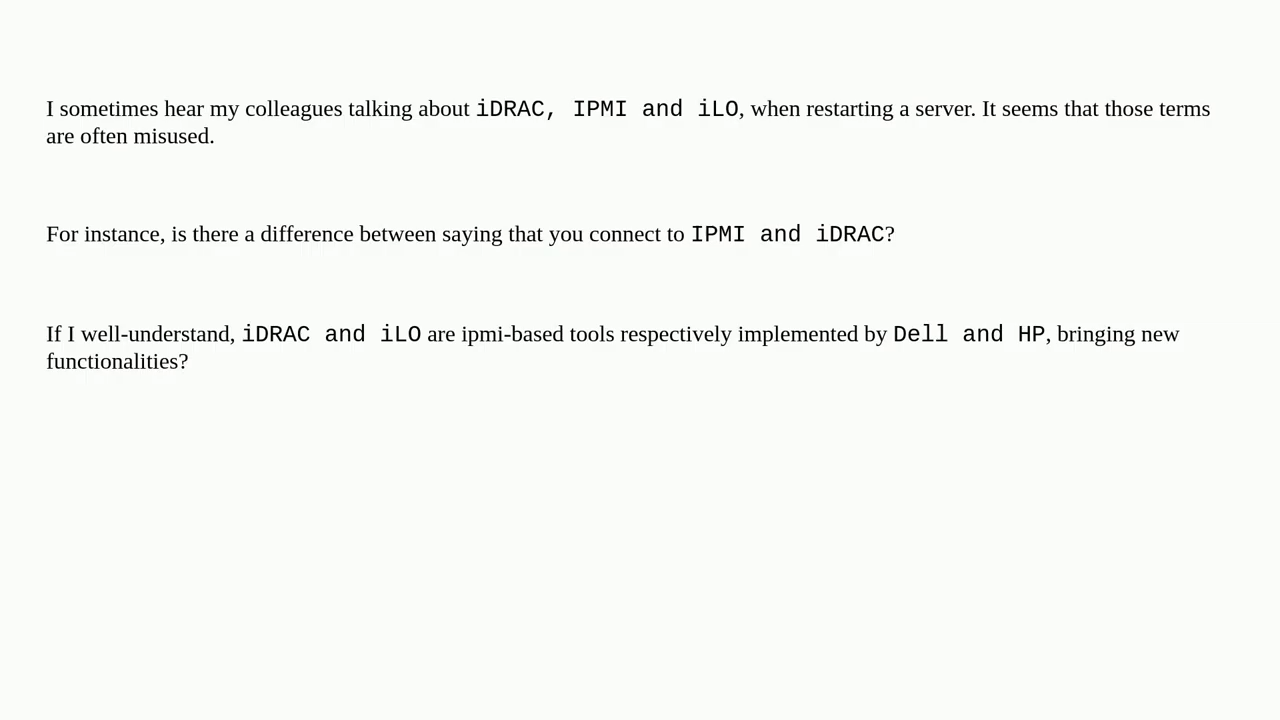 I sometimes hear my colleagues talking about iDRAC, IPMI and iLO, when restarting a server. It seems that those terms
are often misused.
For instance, is there a difference between saying that you connect to IPMI and iDRAC?
If I well-understand, iDRAC and iLO are ipmi-based tools respectively implemented by Dell and HP, bringing new
functionalities?